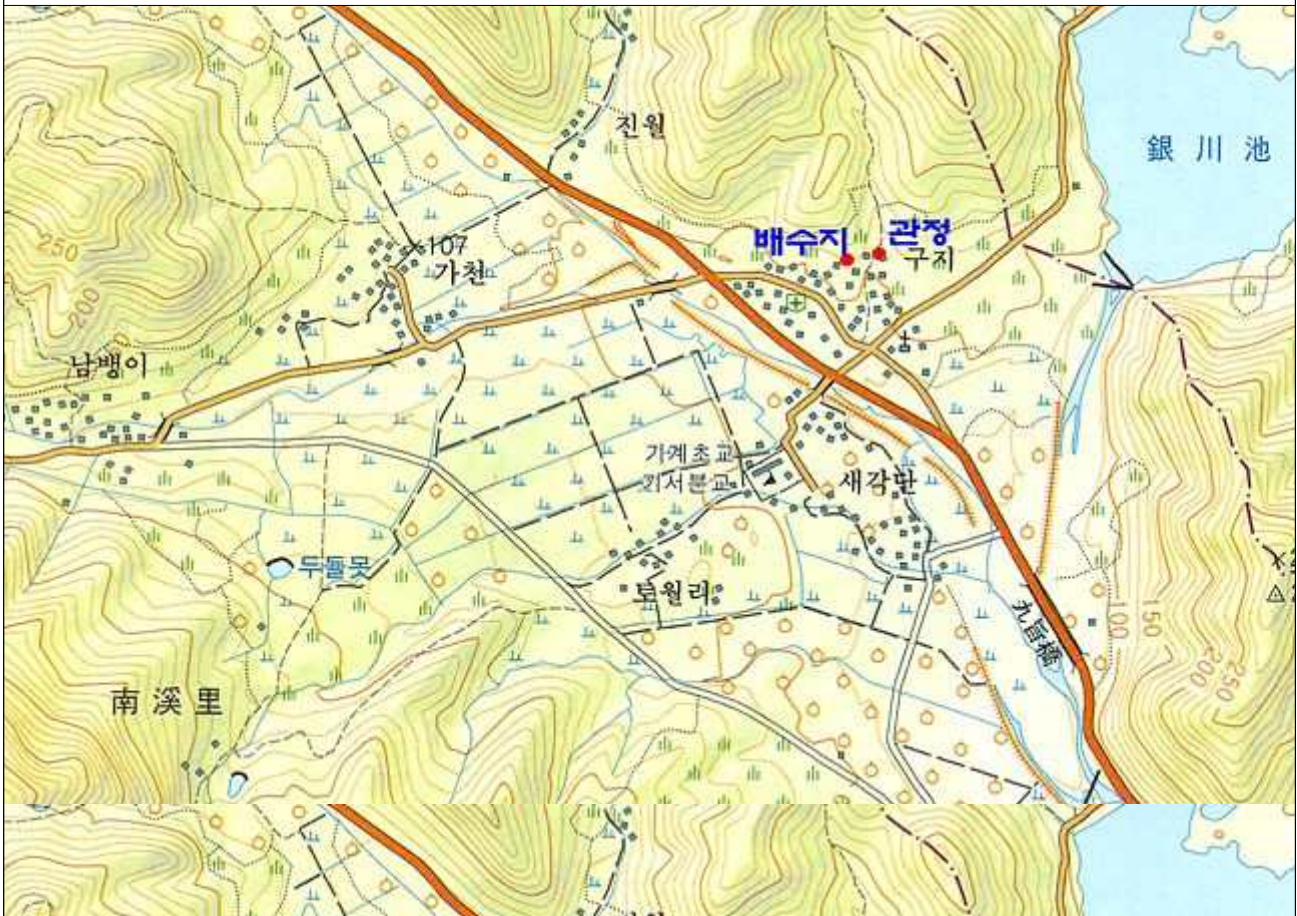 진월
銀川池
배수지
관정
구지
107
가천
250
200
남뱅이
가계초교
기서분교
새각단
두들못
토월리
九旨橋
100
150
200
250
南溪里